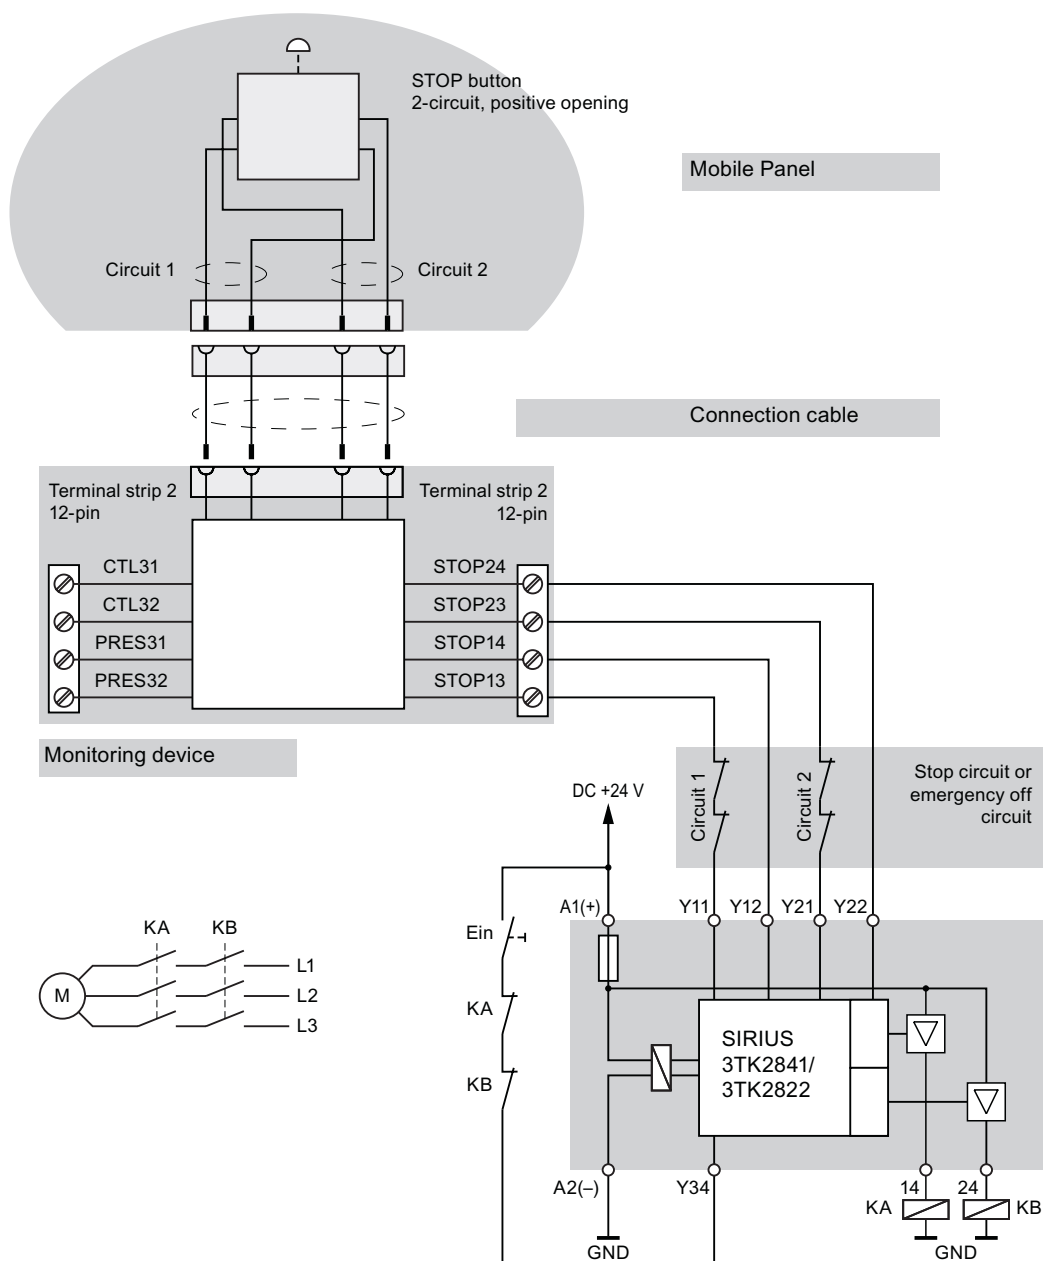 STOP button
2-circuit, positive opening
Mobile Panel
Circuit 1
Circuit 2
Connection cable
Terminal strip 2
12-pin
Terminal strip 2
12-pin
CTL31
CTL32
PRES31
PRES32
STOP24
STOP23
STOP14
STOP13
Monitoring device
Stop circuit or
emergency off
circuit
Circuit 1
Circuit 2
DC +24 V
A1(+)
Y11
Y12
Y21
Y22
Ein
KA
KB
KA
KB
M
L1
L2
L3
SIRIUS
3TK2841/
3TK2822
A2(–)
Y34
14
24
KA
KB
GND
GND